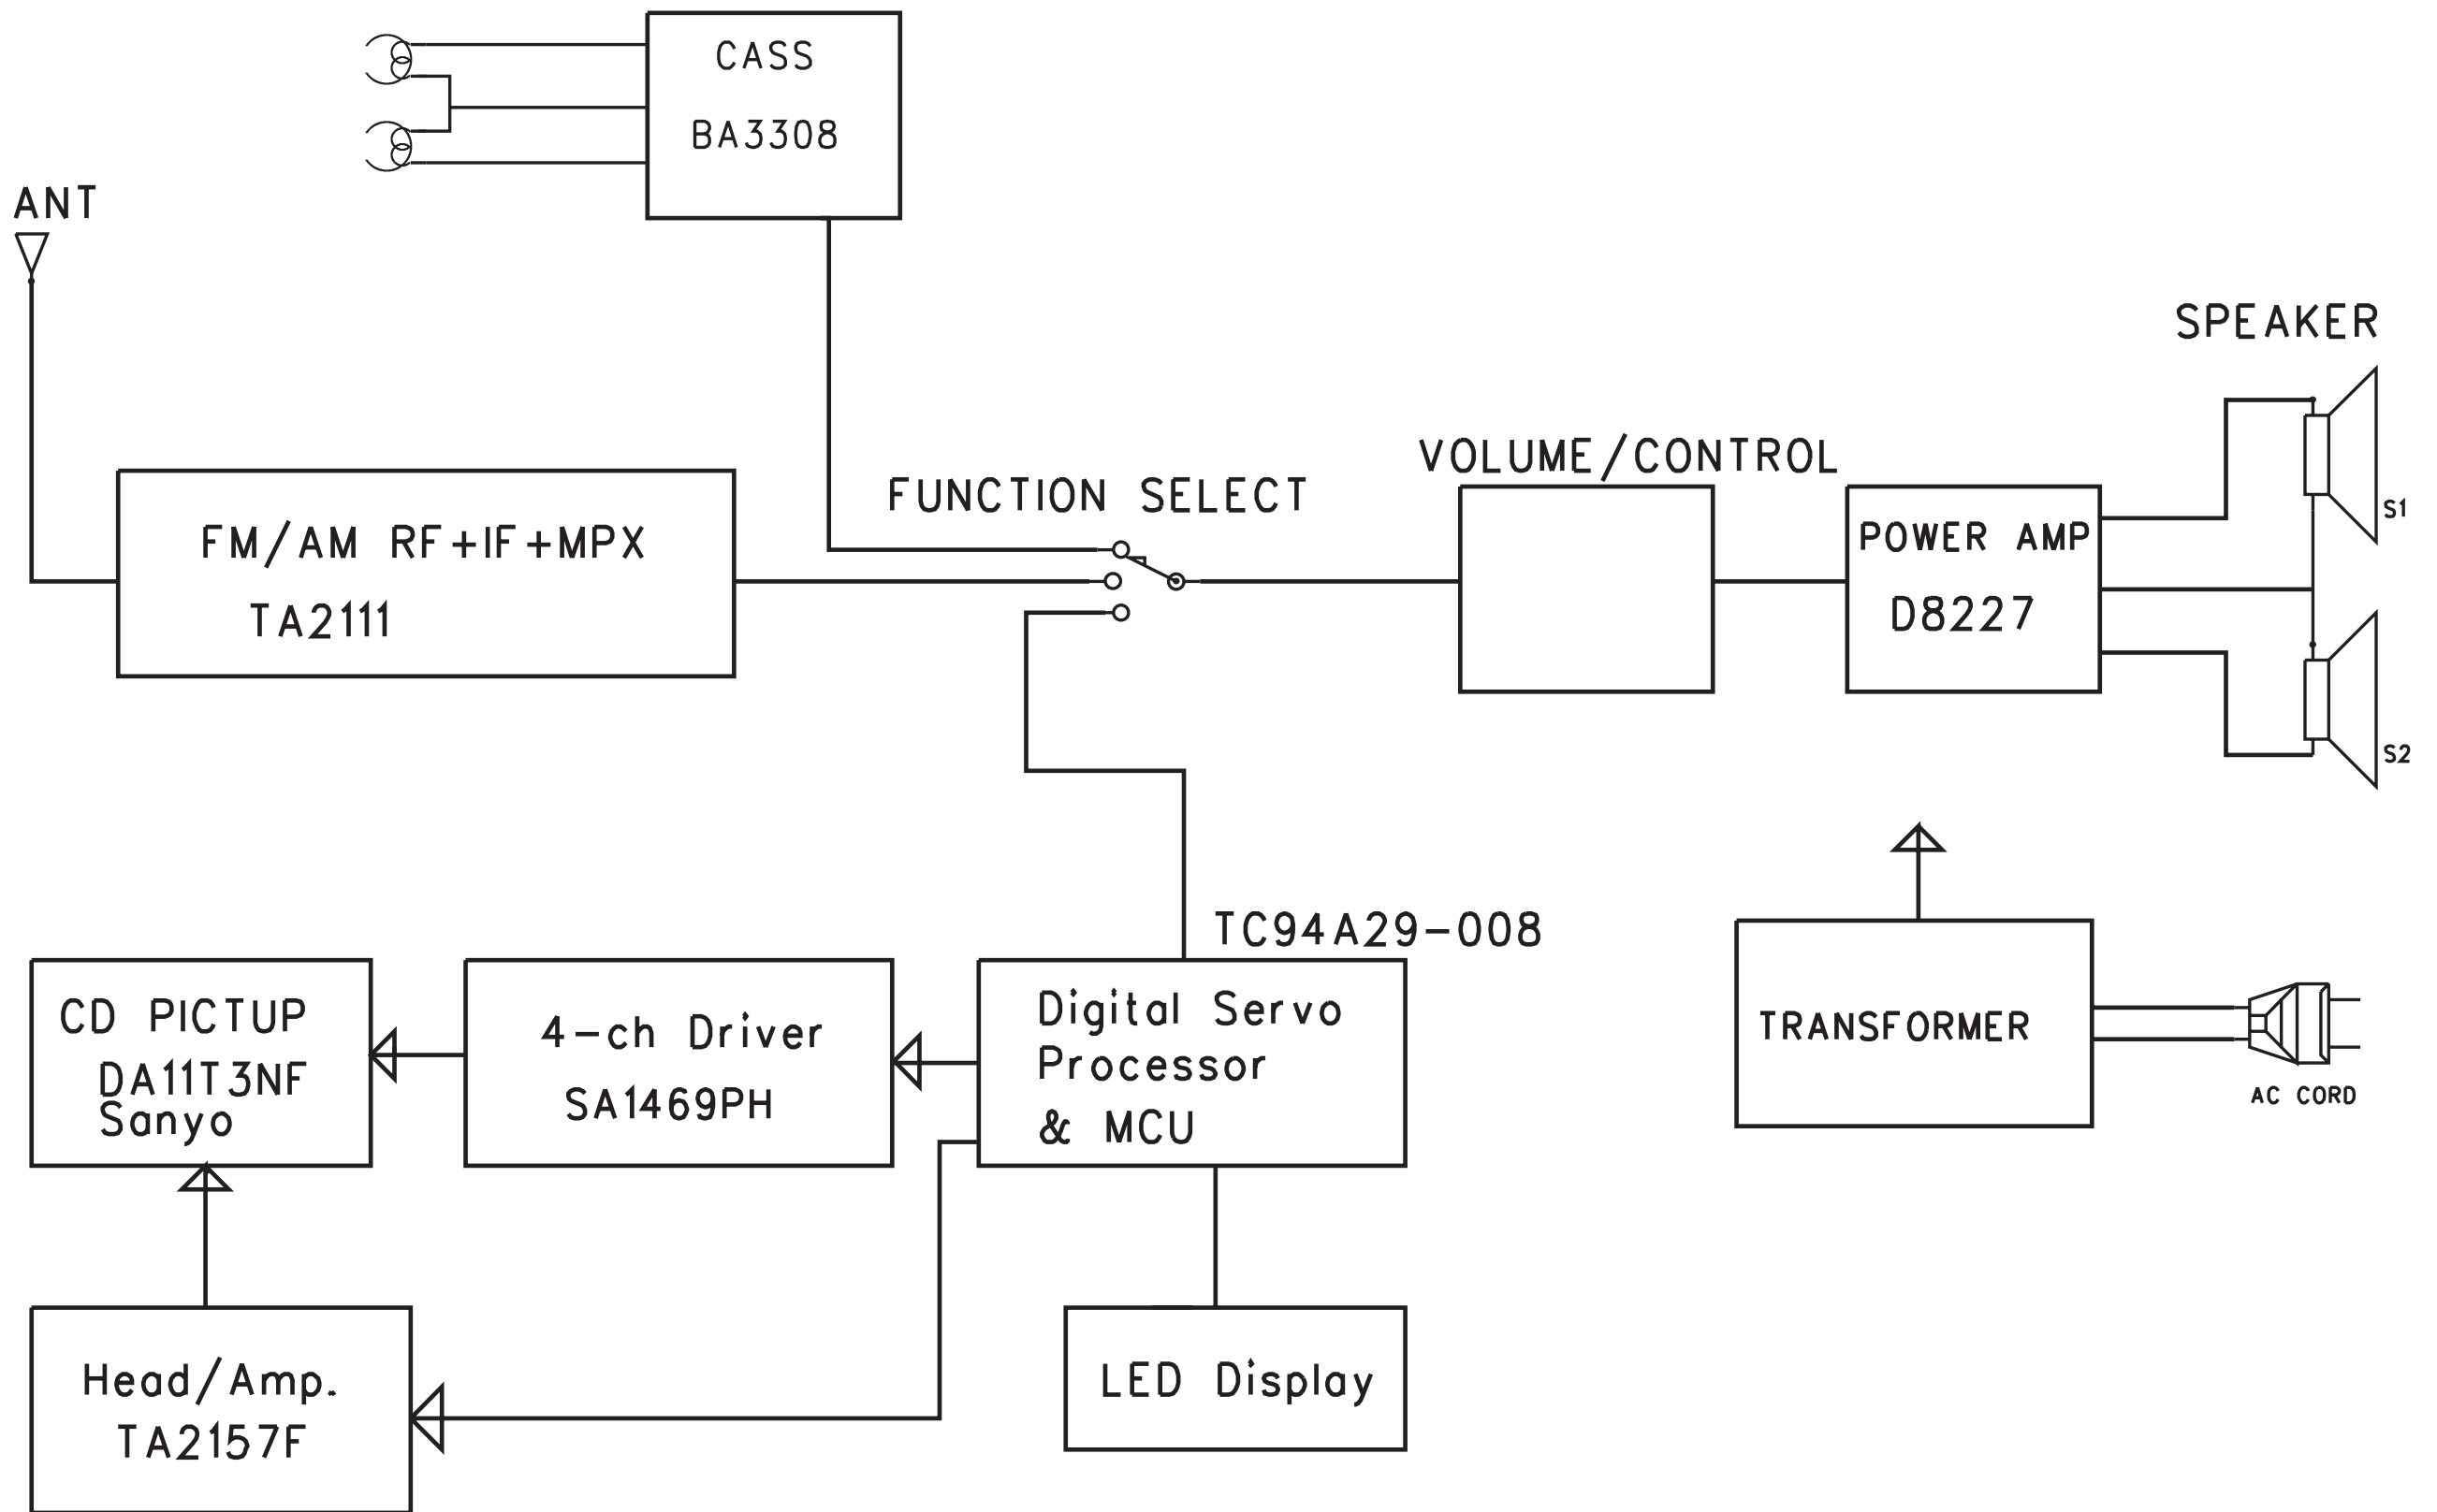 CASS
BA3308
ANT
SPEAKER
S1
S2
FM/AM RF+IF+MPX
TA2111
FUNCTION SELECT
VOLUME/CONTROL
POWER AMP
D8227
TC94A29-008
CD PICTUP
DA11T3NF
Sanyo
4-ch Driver
SA1469PH
Digital Servo
Processor
& MCU
TRANSFORMER
AC CORD
Head/Amp.
TA2157F
LED Display